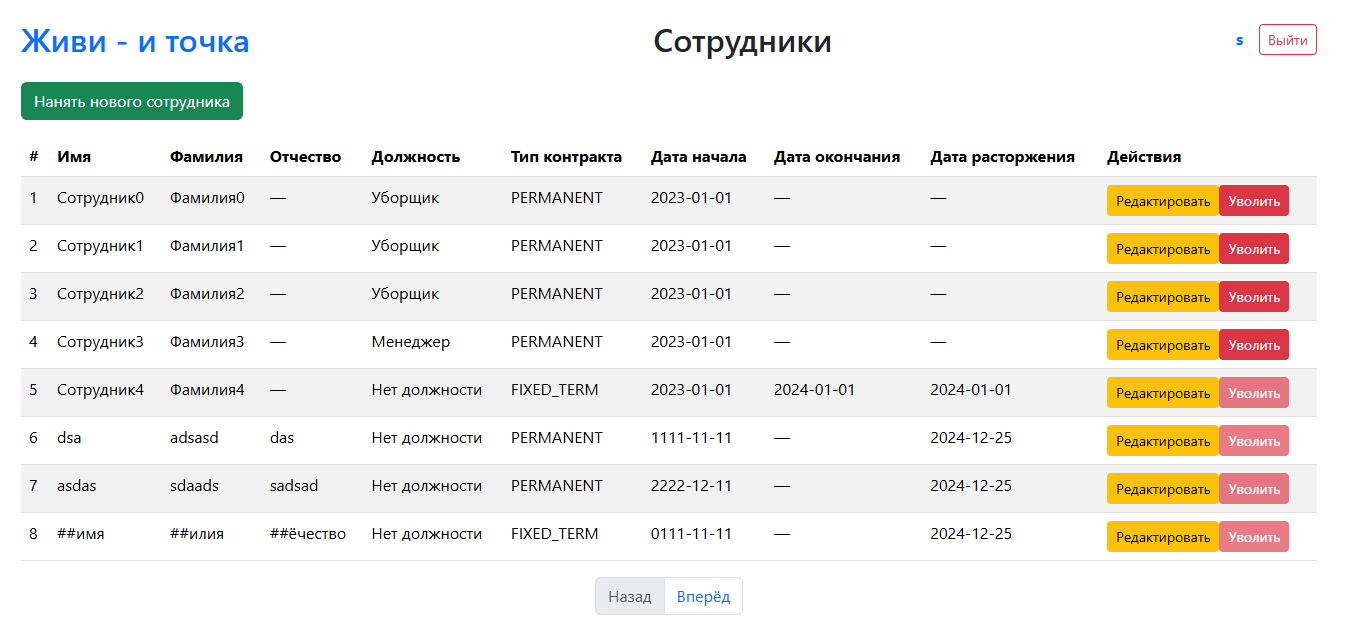 Живи - и точка Сотрудники s Выйти
Нанять нового сотрудника
# Имя Фамилия Отчество Должность Тип контракта Дата начала Дата окончания Дата расторжения Действия
1 Сотрудник0 Фамилия0 — Уборщик PERMANENT 2023-01-01 — — Редактировать Уволить
2 Сотрудник1 Фамилия1 — Уборщик PERMANENT 2023-01-01 — — Редактировать Уволить
3 Сотрудник2 Фамилия2 — Уборщик PERMANENT 2023-01-01 — — Редактировать Уволить
4 Сотрудник3 Фамилия3 — Менеджер PERMANENT 2023-01-01 — — Редактировать Уволить
5 Сотрудник4 Фамилия4 — Нет должности FIXED_TERM 2023-01-01 2024-01-01 2024-01-01 Редактировать Уволить
6 dsa adsasd das Нет должности PERMANENT 1111-11-11 — 2024-12-25 Редактировать Уволить
7 asdas sdaads sadsad Нет должности PERMANENT 2222-12-11 — 2024-12-25 Редактировать Уволить
8 ##имя ##илия ##ёчество Нет должности FIXED_TERM 0111-11-11 — 2024-12-25 Редактировать Уволить
Назад Вперёд